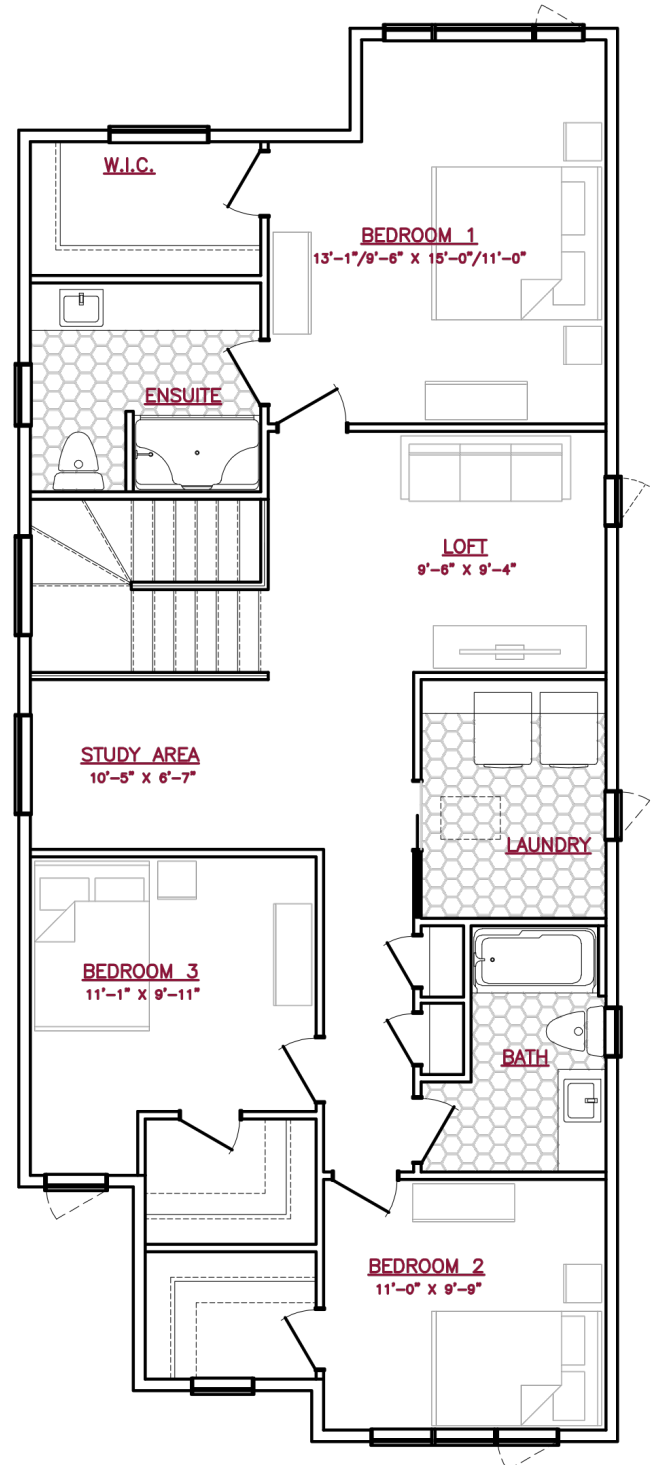 W.I.C.
BEDROOM 1
13'-1"/9'-6" X 15'-0"/11'-0"
ENSUITE
LOFT
9'-6" X 9'-4"
STUDY AREA
10'-5" X 6'-7"
LAUNDRY
BEDROOM 3
11'-1" X 9'-11"
BATH
BEDROOM 2
11'-0" X 9'-9"